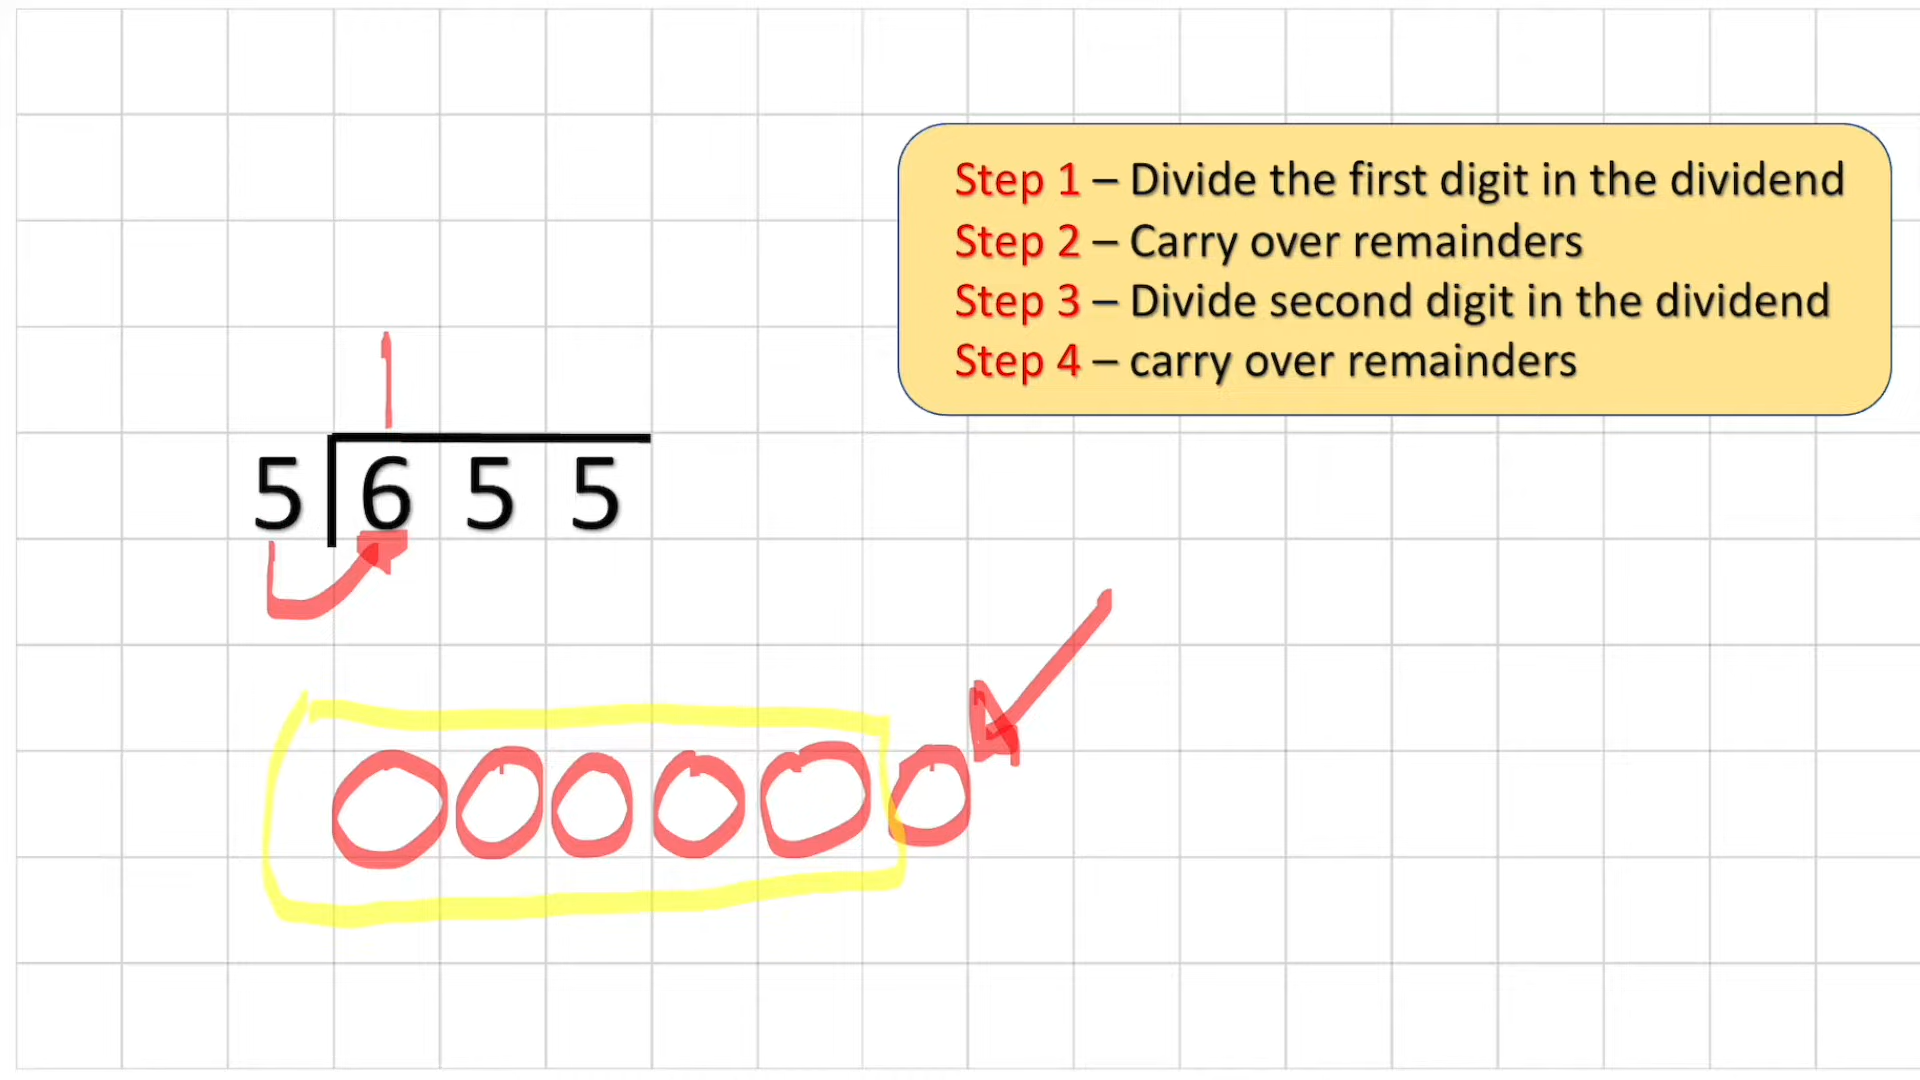 Step 1 – Divide the first digit in the dividend
Step 2 – Carry over remainders
Step 3 – Divide second digit in the dividend
Step 4 – carry over remainders
1
5 6 5 5